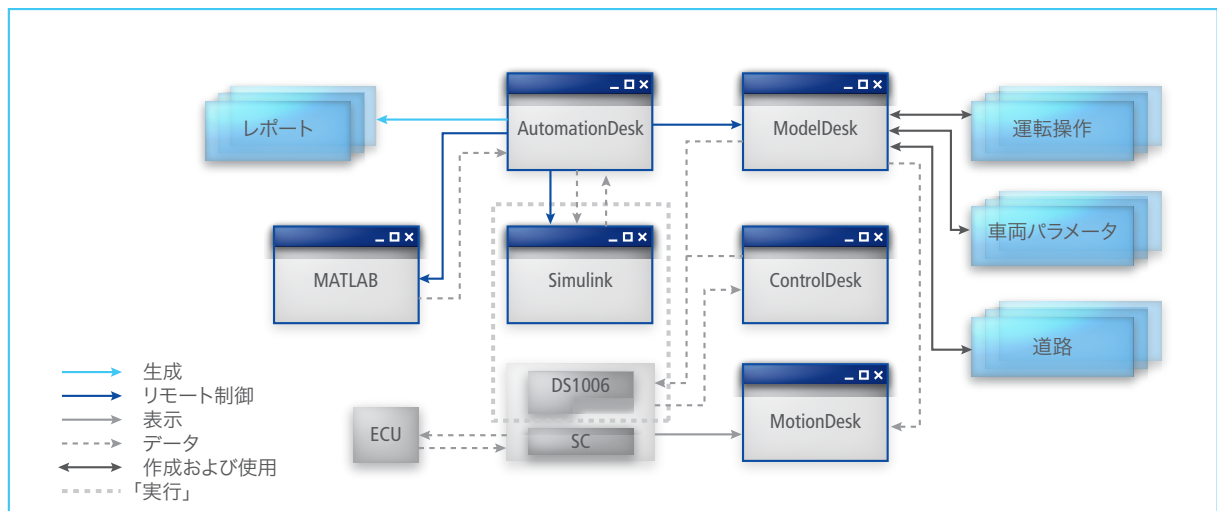 レポート
AutomationDesk
ModelDesk
運転操作
MATLAB
Simulink
ControlDesk
車両パラメータ
道路
DS1006
SC
ECU
MotionDesk
生成
リモート制御
表示
データ
作成および使用
「実行」